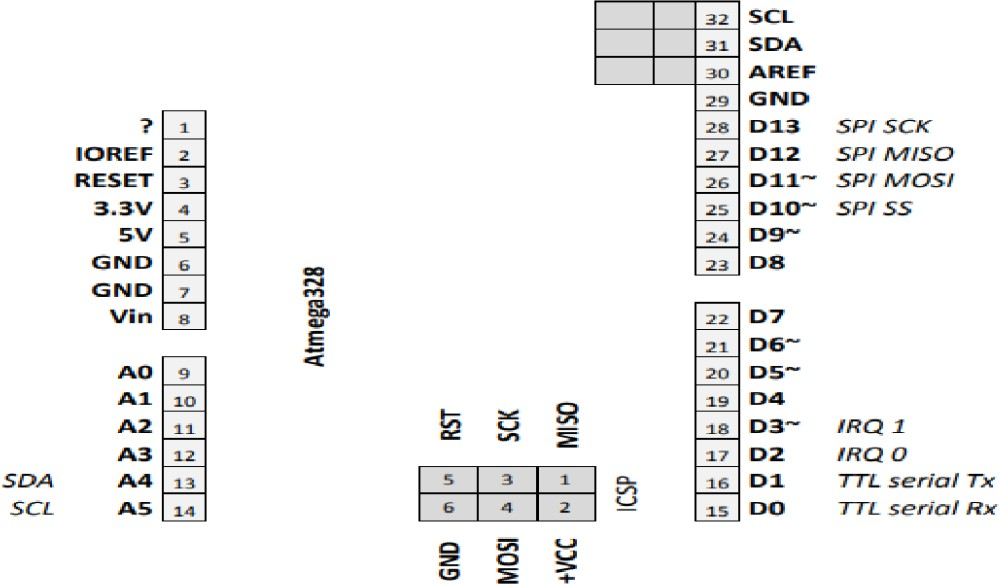 32 SCL
31 SDA
30 AREF
29 GND
28 D13 SPI SCK
27 D12 SPI MISO
26 D11~ SPI MOSI
25 D10~ SPI SS
24 D9~
23 D8
? 1
IOREF 2
RESET 3
3.3V 4
5V 5
GND 6
GND 7
Vin 8
Atmega328
22 D7
21 D6~
20 D5~
19 D4
18 D3~ IRQ 1
17 D2 IRQ 0
16 D1 TTL serial Tx
15 D0 TTL serial Rx
A0 9
A1 10
A2 11
A3 12
SDA A4 13
SCL A5 14
RST SCK MISO
5 3 1
6 4 2
ICSP
GND MOSI +VCC